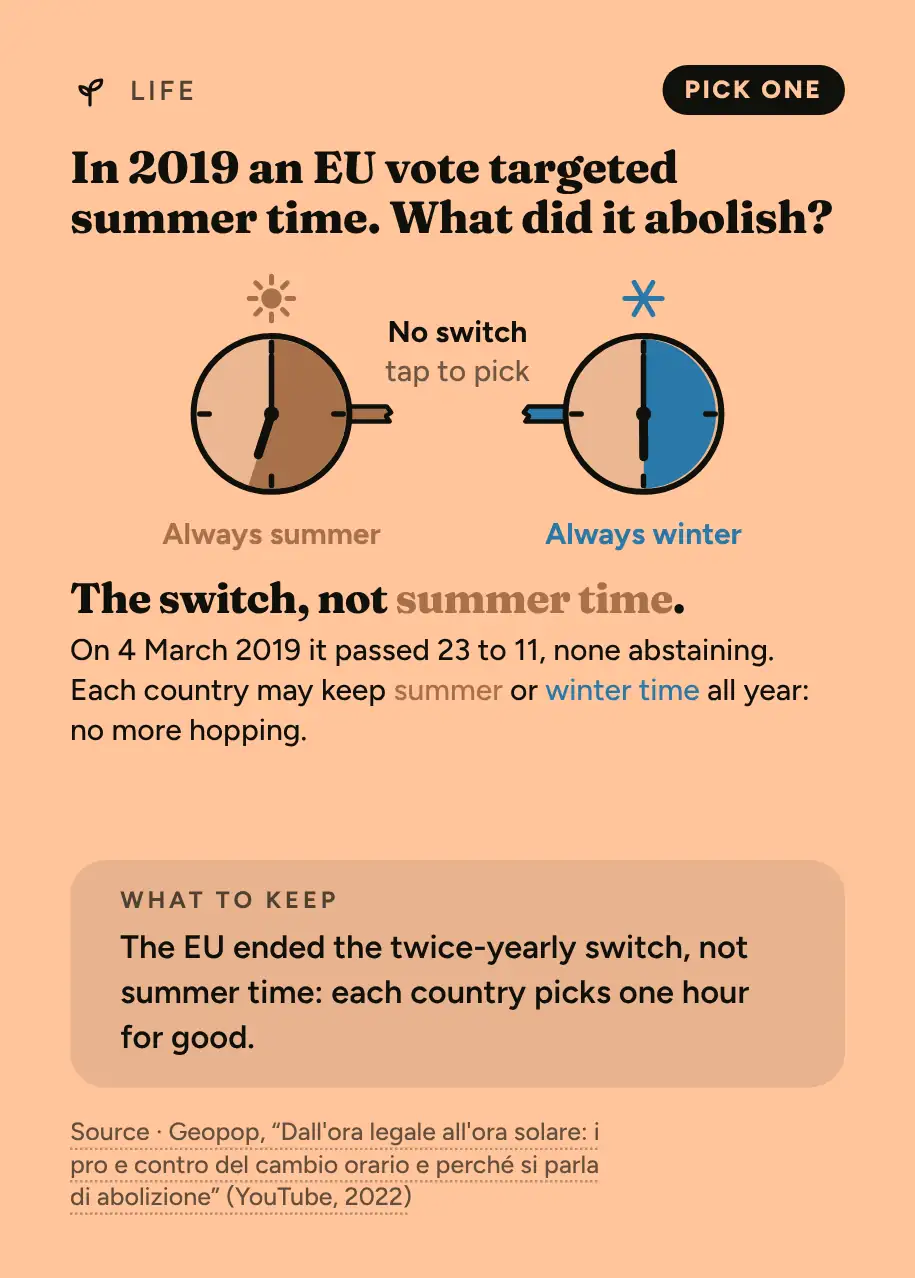 LIFE
PICK ONE
In 2019 an EU vote targeted
summer time. What did it abolish?
No switch
tap to pick
Always summer
Always winter
The switch, not summer time.
On 4 March 2019 it passed 23 to 11, none abstaining.
Each country may keep summer or winter time all year:
no more hopping.
WHAT TO KEEP
The EU ended the twice-yearly switch, not
summer time: each country picks one hour
for good.
Source · Geopop, “Dall'ora legale all'ora solare: i
pro e contro del cambio orario e perché si parla
di abolizione” (YouTube, 2022)